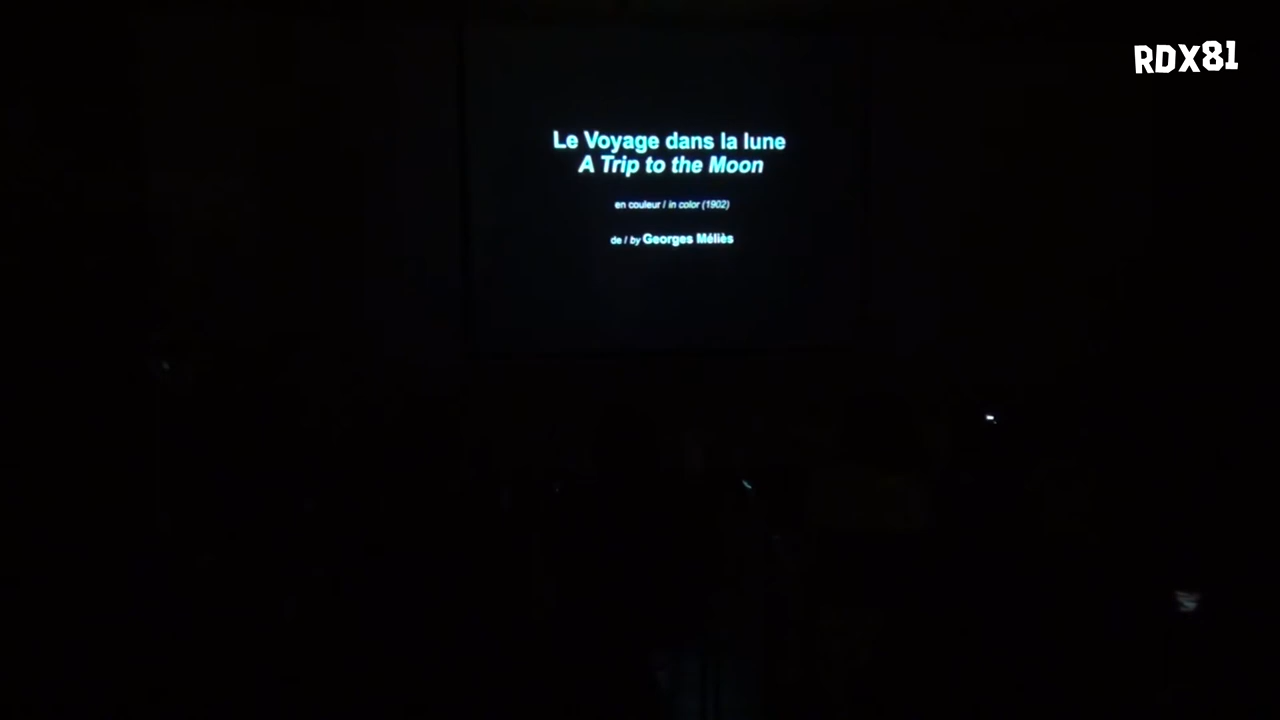 RDX81
Le Voyage dans la lune
A Trip to the Moon
en couleur / in color (1902)
de / by Georges Méliès